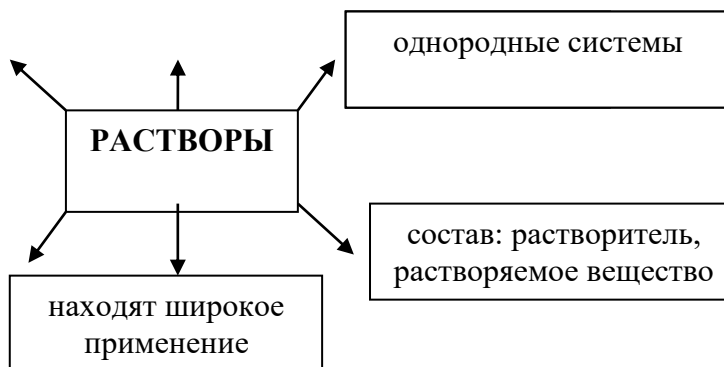 однородные системы
РАСТВОРЫ
состав: растворитель,
растворяемое вещество
находят широкое
применение